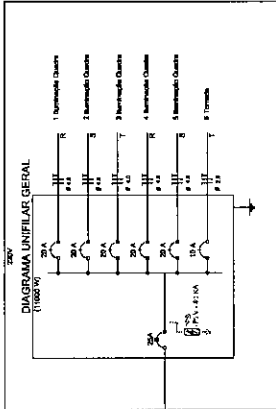 220V
DIAGRAMA UNIFILAR GERAL
(11000 W)
1 Iluminação Quadra
2 Iluminação Quadra
3 Iluminação Quadra
4 Iluminação Quadra
5 Iluminação Quadra
6 Tomada
R
S
T
R
S
T
20 A
20 A
20 A
20 A
20 A
10 A
25A